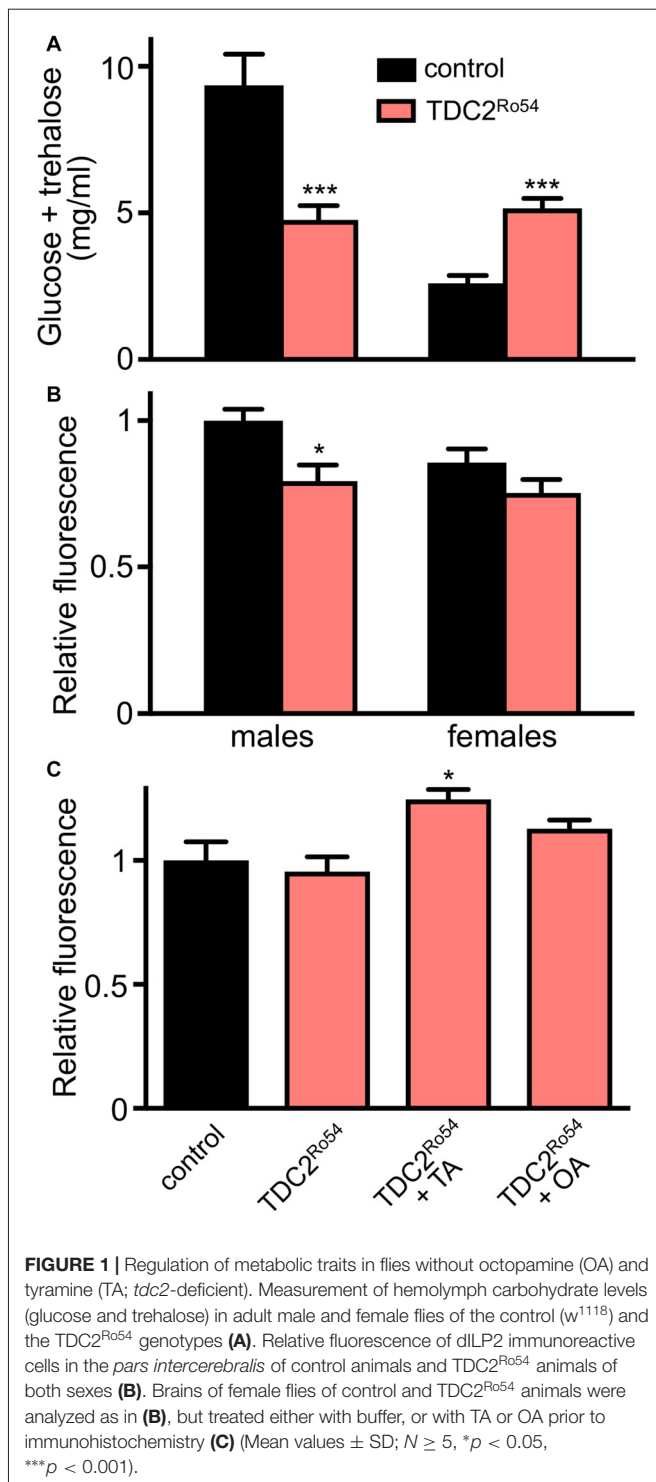 A
control
TDC2Ro54
Glucose + trehalose
(mg/ml)
10
5
0
***
***
B
Relative fluorescence
1
0.5
0
*
males
females
C
Relative fluorescence
1
0.5
0
*
control
TDC2Ro54
TDC2Ro54
+ TA
TDC2Ro54
+ OA
FIGURE 1 | Regulation of metabolic traits in flies without octopamine (OA) and
tyramine (TA; tdc2-deficient). Measurement of hemolymph carbohydrate levels
(glucose and trehalose) in adult male and female flies of the control (w1118) and
the TDC2Ro54 genotypes (A). Relative fluorescence of dILP2 immunoreactive
cells in the pars intercerebralis of control animals and TDC2Ro54 animals of
both sexes (B). Brains of female flies of control and TDC2Ro54 animals were
analyzed as in (B), but treated either with buffer, or with TA or OA prior to
immunohistochemistry (C) (Mean values ± SD; N ≥ 5, *p < 0.05,
***p < 0.001).